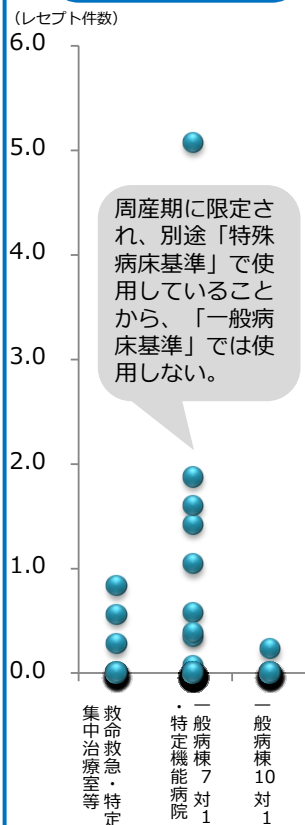 (レセプト件数)
6.0
5.0
4.0
3.0
2.0
1.0
0.0
周産期に限定さ
れ、別途「特殊
病床基準」で使
用していること
から、「一般病
床基準」では使
用しない。
救命救急・特定
集中治療室等
一般病棟7対1
・特定機能病院
一般病棟10対1